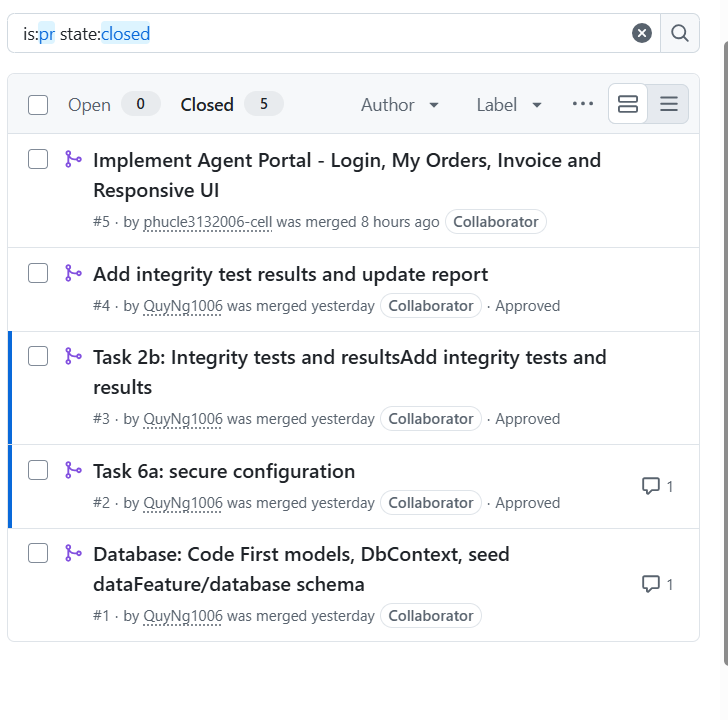 is:pr state:closed
Open 0 Closed 5 Author Label
Implement Agent Portal - Login, My Orders, Invoice and
Responsive UI
#5 · by phucle3132006-cell was merged 8 hours ago Collaborator
Add integrity test results and update report
#4 · by QuyNg1006 was merged yesterday Collaborator · Approved
Task 2b: Integrity tests and resultsAdd integrity tests and
results
#3 · by QuyNg1006 was merged yesterday Collaborator · Approved
Task 6a: secure configuration
1
#2 · by QuyNg1006 was merged yesterday Collaborator · Approved
Database: Code First models, DbContext, seed
dataFeature/database schema
1
#1 · by QuyNg1006 was merged yesterday Collaborator